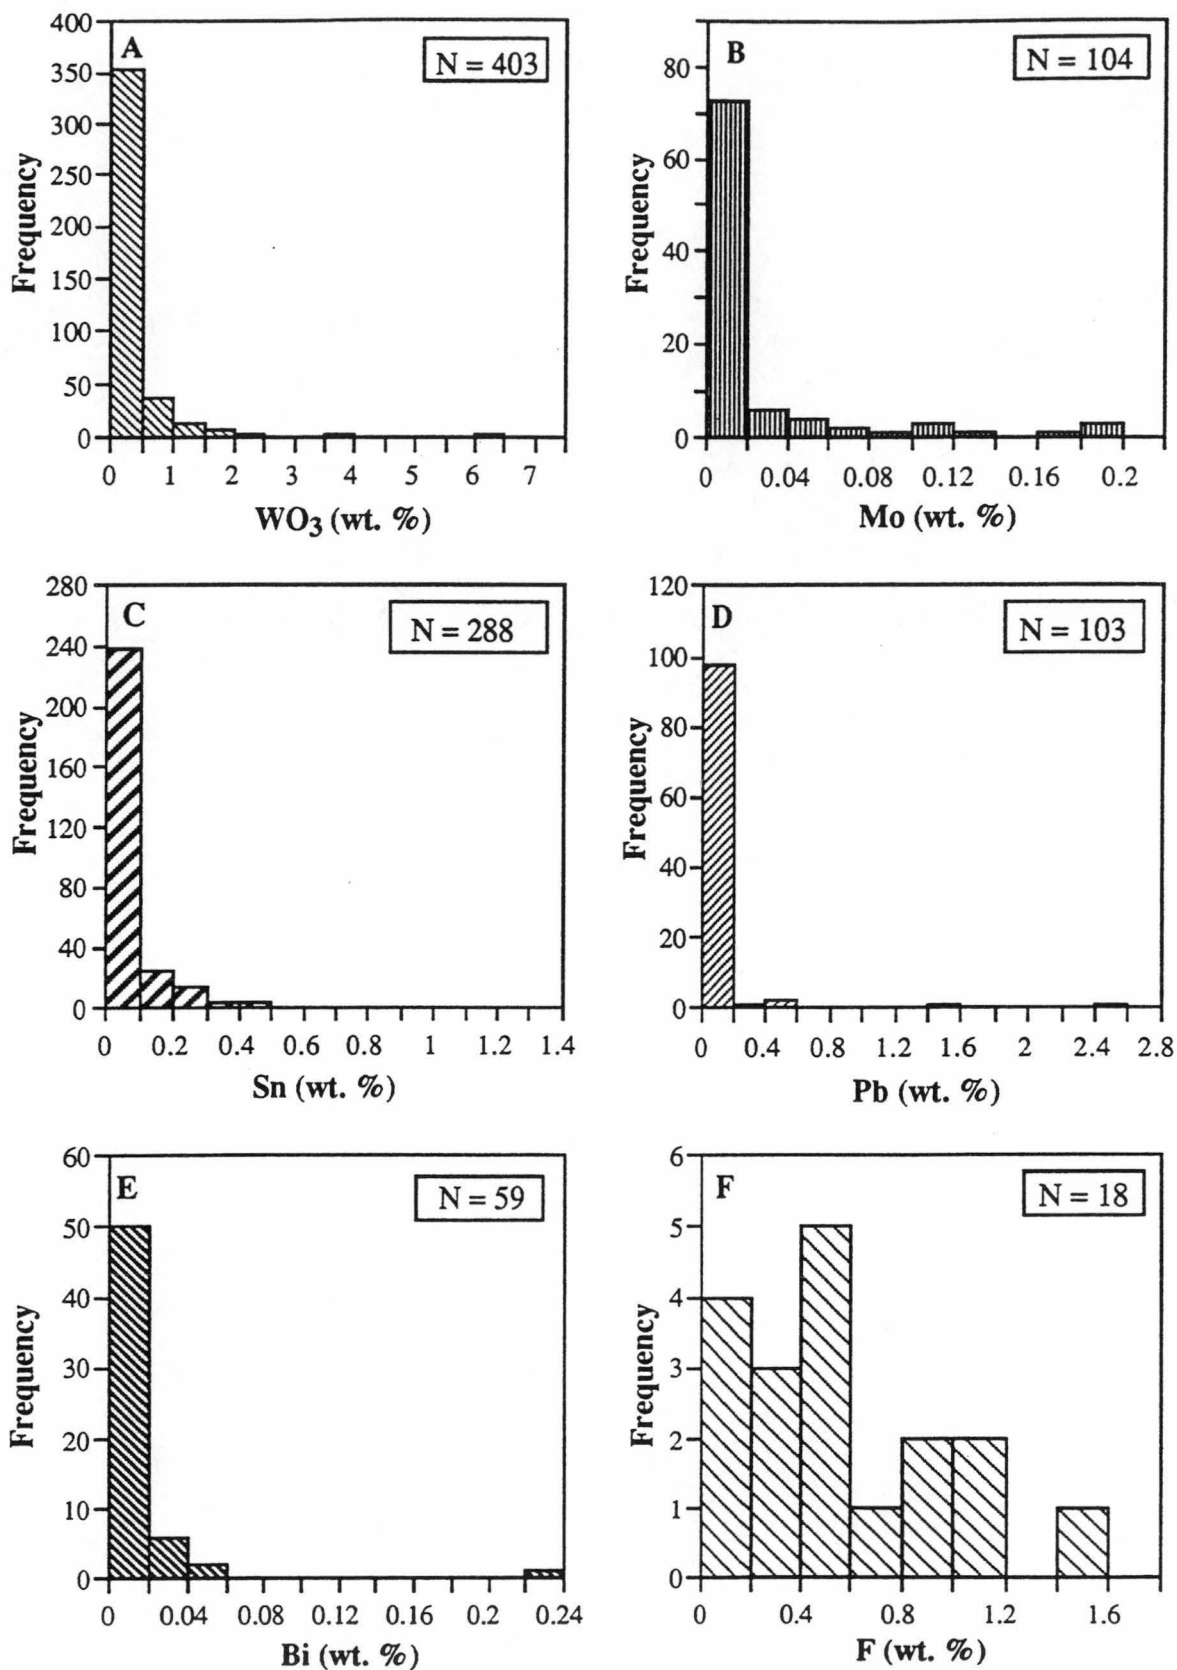 A
N = 403
Frequency
400
350
300
250
200
150
100
50
0
0 1 2 3 4 5 6 7
WO₃ (wt. %)
B
N = 104
Frequency
80
60
40
20
0
0 0.04 0.08 0.12 0.16 0.2
Mo (wt. %)
C
N = 288
Frequency
280
240
200
160
120
80
40
0
0 0.2 0.4 0.6 0.8 1 1.2 1.4
Sn (wt. %)
D
N = 103
Frequency
120
100
80
60
40
20
0
0 0.4 0.8 1.2 1.6 2 2.4 2.8
Pb (wt. %)
E
N = 59
Frequency
60
50
40
30
20
10
0
0 0.04 0.08 0.12 0.16 0.2 0.24
Bi (wt. %)
F
N = 18
Frequency
6
5
4
3
2
1
0
0 0.4 0.8 1.2 1.6
F (wt. %)